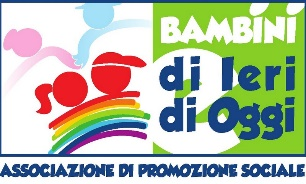 BAMBINI
di Ieri
e
di Oggi
ASSOCIAZIONE DI PROMOZIONE SOCIALE